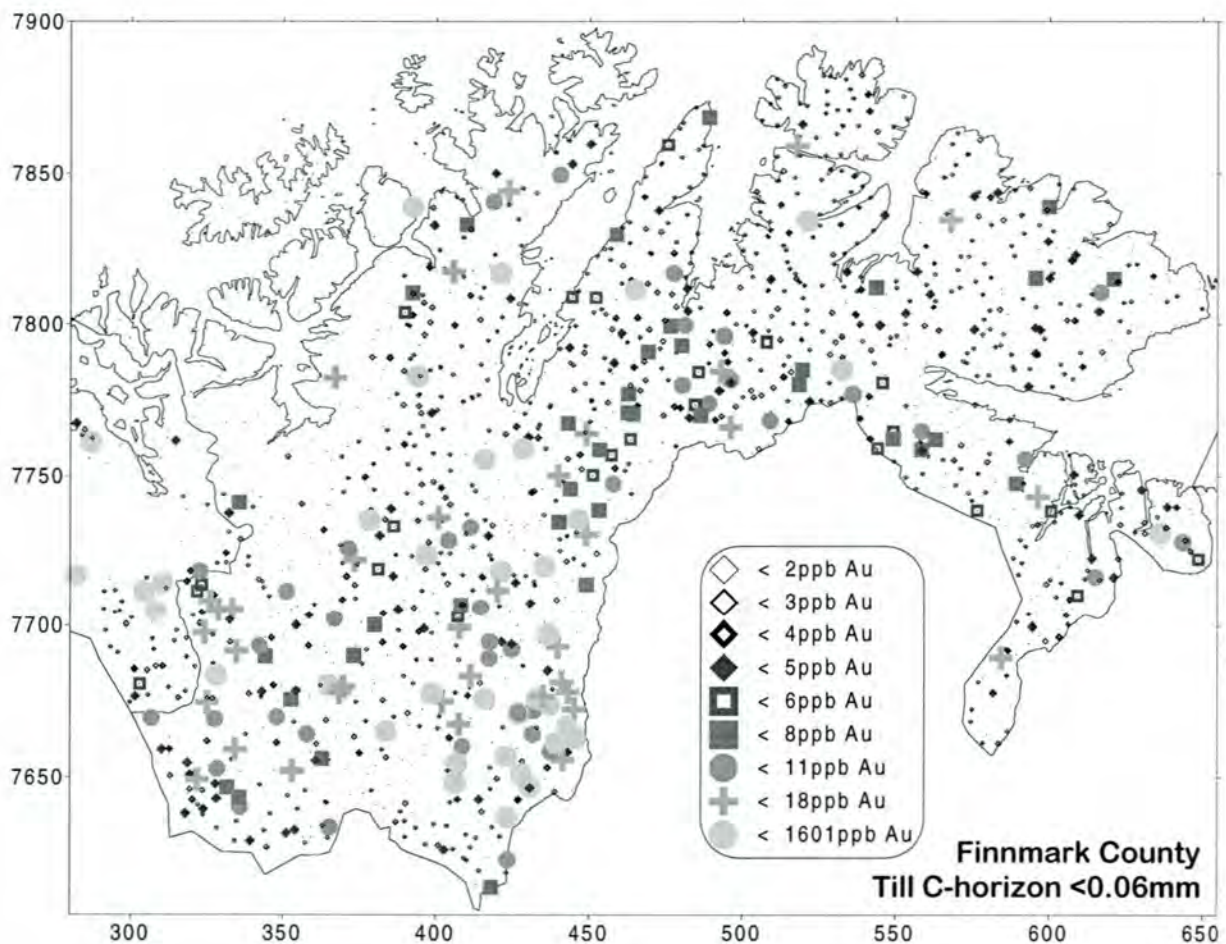 7900
7850
7800
7750
7700
7650
< 2ppb Au
< 3ppb Au
< 4ppb Au
< 5ppb Au
< 6ppb Au
< 8ppb Au
< 11ppb Au
< 18ppb Au
< 1601ppb Au
Finnmark County
Till C-horizon <0.06mm
300 350 400 450 500 550 600 650